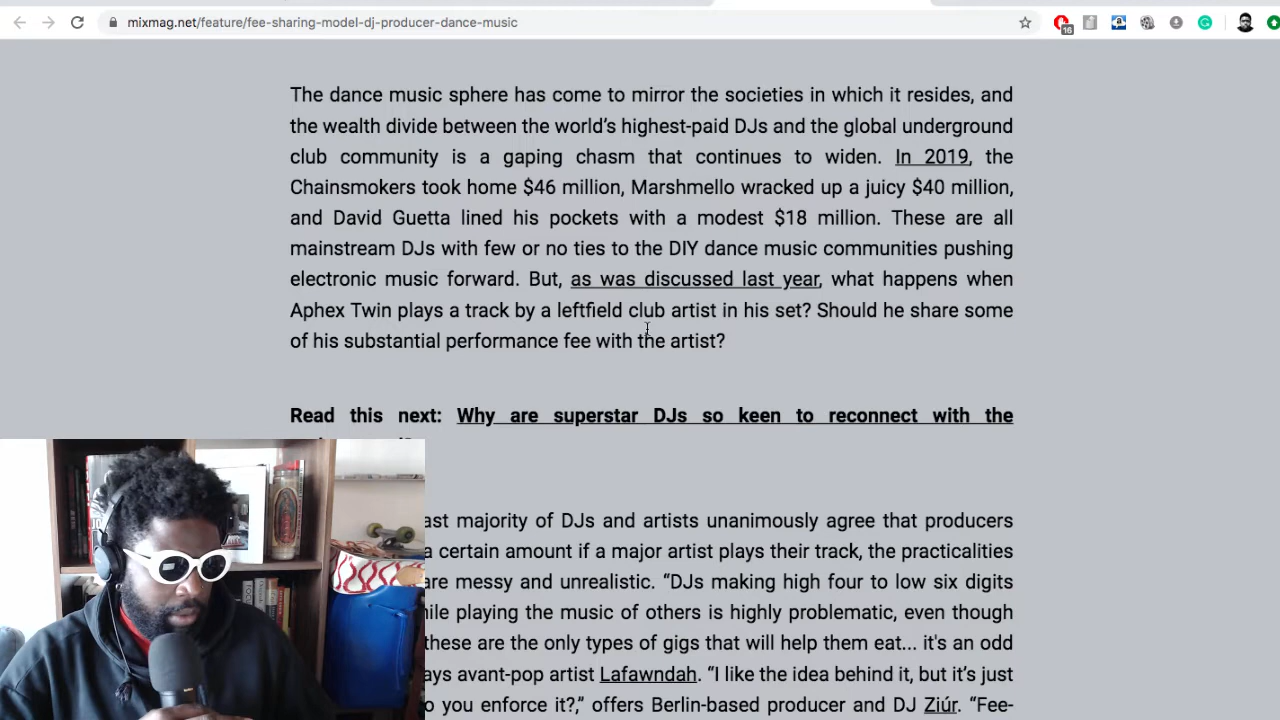 mixmag.net/feature/fee-sharing-model-dj-producer-dance-music
16
The dance music sphere has come to mirror the societies in which it resides, and
the wealth divide between the world’s highest-paid DJs and the global underground
club community is a gaping chasm that continues to widen. In 2019, the
Chainsmokers took home $46 million, Marshmello wracked up a juicy $40 million,
and David Guetta lined his pockets with a modest $18 million. These are all
mainstream DJs with few or no ties to the DIY dance music communities pushing
electronic music forward. But, as was discussed last year, what happens when
Aphex Twin plays a track by a leftfield club artist in his set? Should he share some
of his substantial performance fee with the artist?
Read this next: Why are superstar DJs so keen to reconnect with the
ast majority of DJs and artists unanimously agree that producers
a certain amount if a major artist plays their track, the practicalities
are messy and unrealistic. “DJs making high four to low six digits
hile playing the music of others is highly problematic, even though
these are the only types of gigs that will help them eat... it's an odd
ays avant-pop artist Lafawndah. “I like the idea behind it, but it’s just
o you enforce it?,” offers Berlin-based producer and DJ Ziúr. “Fee-